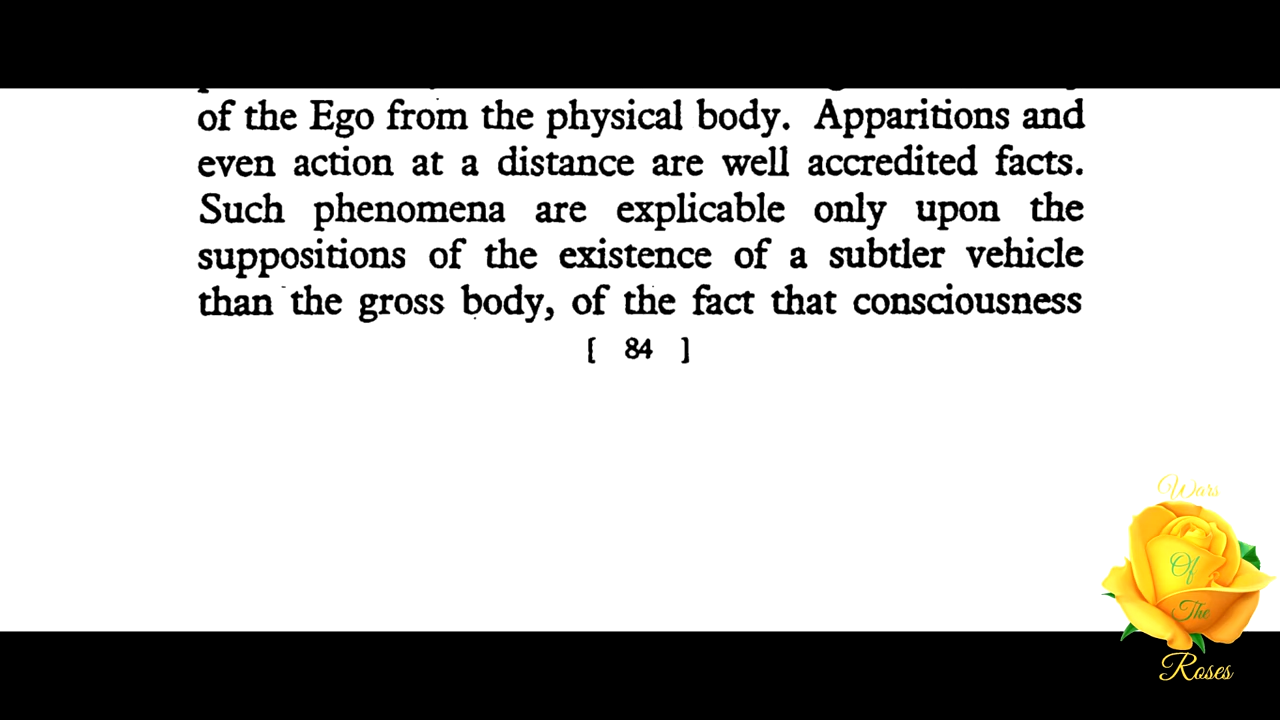 of the Ego from the physical body. Apparitions and
even action at a distance are well accredited facts.
Such phenomena are explicable only upon the
suppositions of the existence of a subtler vehicle
than the gross body, of the fact that consciousness
[ 84 ]
Wars
Of
The
Roses